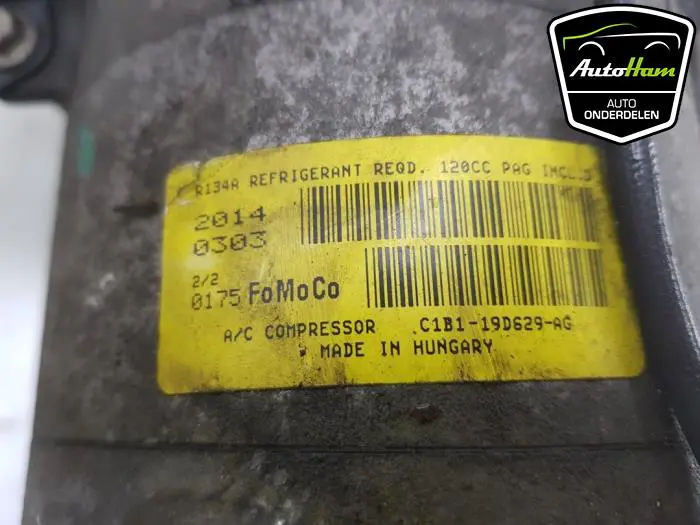 AutoHam
AUTO
ONDERDELEN
R134A REFRIGERANT REQD. 120CC PAG INCL.
2014
0303
2/2
0175 FoMoCo
A/C COMPRESSOR C1B1-19D629-AG
MADE IN HUNGARY